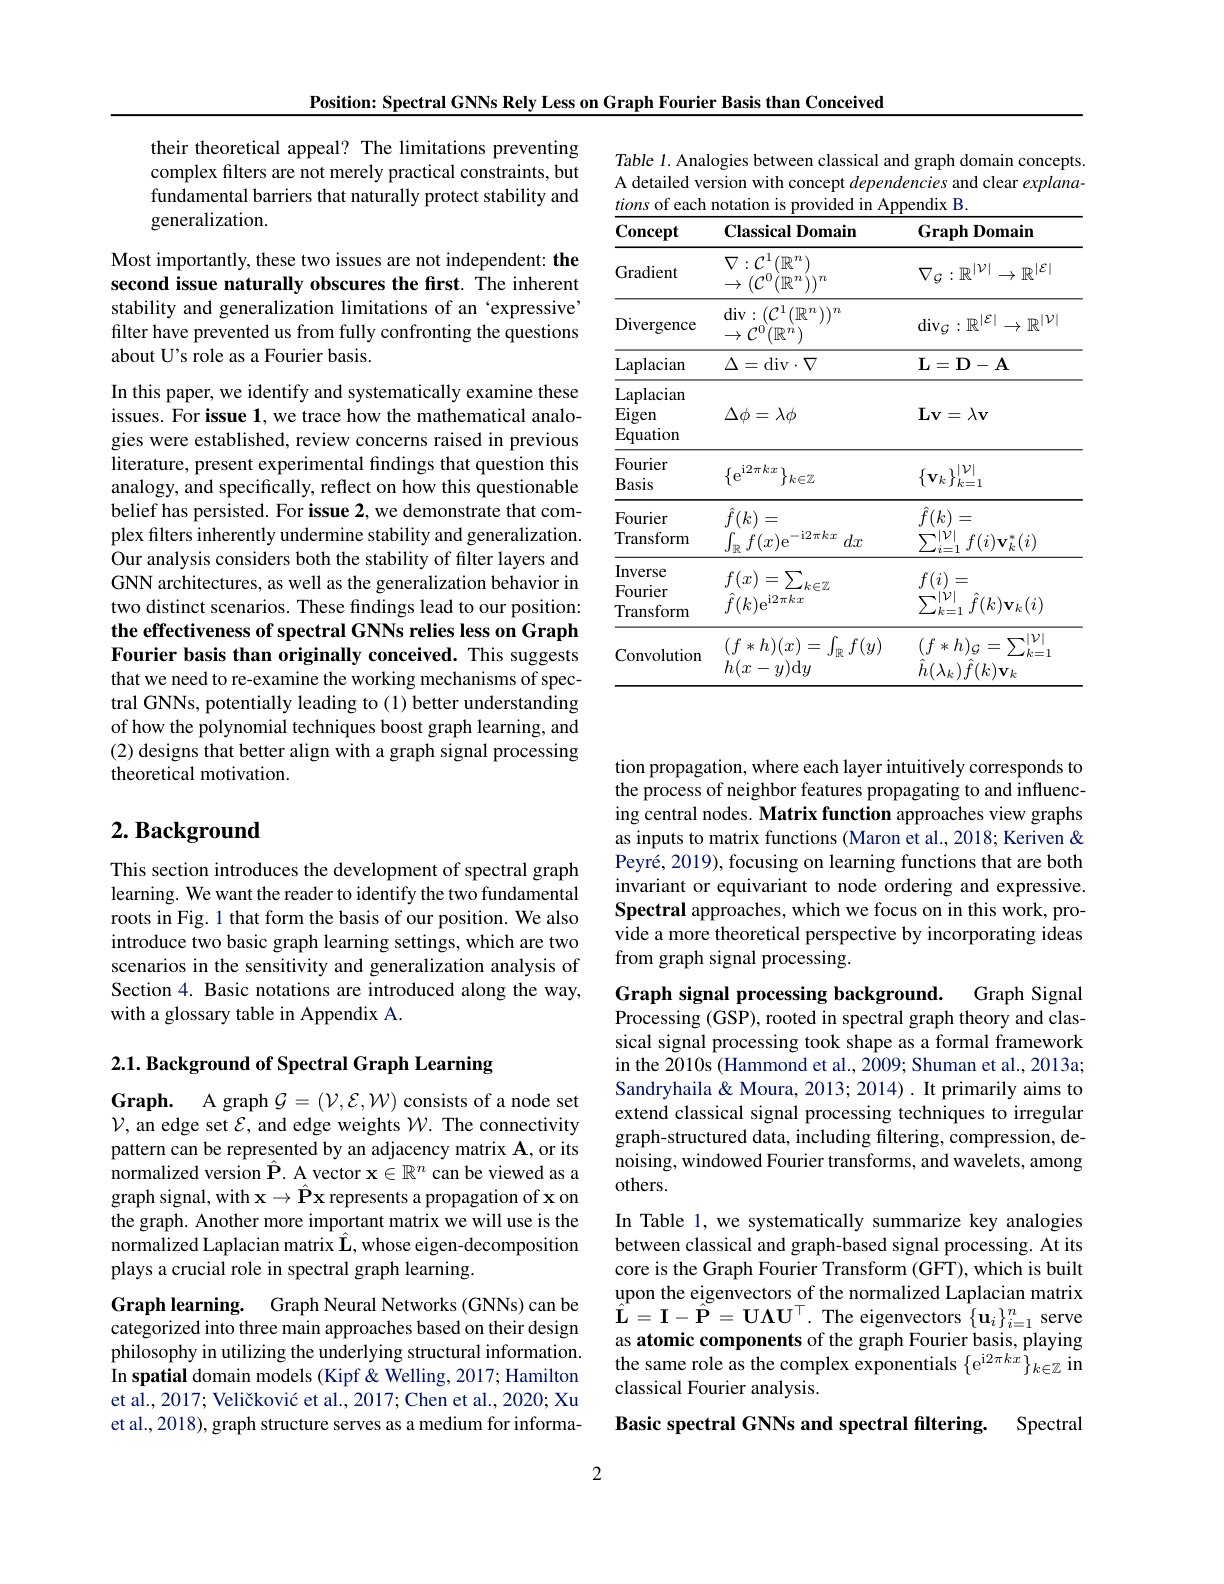 Position: Spectral GNNs Rely Less on Graph Fourier Basis than Conceived
their theoretical appeal? The limitations preventing
complex filters are not merely practical constraints, but
fundamental barriers that naturally protect stability and
generalization.
Most importantly, these two issues are not independent: the
second issue naturally obscures the first. The inherent
stability and generalization limitations of an ‘expressive’
filter have prevented us from fully confronting the questions
about U’s role as a Fourier basis.
In this paper, we identify and systematically examine these
issues. For issue 1, we trace how the mathematical analo-
gies were established, review concerns raised in previous
literature, present experimental findings that question this
analogy, and specifically, reflect on how this questionable
belief has persisted. For issue 2, we demonstrate that com-
plex filters inherently undermine stability and generalization.
Our analysis considers both the stability of filter layers and
GNN architectures, as well as the generalization behavior in
two distinct scenarios. These findings lead to our position:
the effectiveness of spectral GNNs relies less on Graph
Fourier basis than originally conceived. This suggests
that we need to re-examine the working mechanisms of spec-
tral GNNs, potentially leading to (1) better understanding
of how the polynomial techniques boost graph learning, and
(2) designs that better align with a graph signal processing
theoretical motivation.
2. Background
This section introduces the development of spectral graph
learning. We want the reader to identify the two fundamental
roots in Fig. 1 that form the basis of our position. We also
introduce two basic graph learning settings, which are two
scenarios in the sensitivity and generalization analysis of
Section 4. Basic notations are introduced along the way,
with a glossary table in Appendix A.
2.1. Background of Spectral Graph Learning
Graph. A graph 𝒢 = (𝒱, ℰ, 𝒲) consists of a node set
𝒱, an edge set ℰ, and edge weights 𝒲. The connectivity
pattern can be represented by an adjacency matrix A, or its
normalized version P̂. A vector x ∈ ℝⁿ can be viewed as a
graph signal, with x → P̂x represents a propagation of x on
the graph. Another more important matrix we will use is the
normalized Laplacian matrix L̂, whose eigen-decomposition
plays a crucial role in spectral graph learning.
Graph learning. Graph Neural Networks (GNNs) can be
categorized into three main approaches based on their design
philosophy in utilizing the underlying structural information.
In spatial domain models (Kipf & Welling, 2017; Hamilton
et al., 2017; Veličković et al., 2017; Chen et al., 2020; Xu
et al., 2018), graph structure serves as a medium for informa-
Table 1. Analogies between classical and graph domain concepts.
A detailed version with concept dependencies and clear explana-
tions of each notation is provided in Appendix B.
Concept Classical Domain Graph Domain
Gradient ∇ : 𝒞¹(ℝⁿ) → (𝒞⁰(ℝⁿ))ⁿ ∇_𝒢 : ℝ^|𝒱| → ℝ^|ℰ|
Divergence div : (𝒞¹(ℝⁿ))ⁿ → 𝒞⁰(ℝⁿ) div_𝒢 : ℝ^|ℰ| → ℝ^|𝒱|
Laplacian Δ = div · ∇ L = D − A
Laplacian Eigen Equation Δϕ = λϕ Lv = λv
Fourier Basis {e^{i2πkx}}_{k∈ℤ} {v_k}_{k=1}^{|𝒱|}
Fourier Transform f̂(k) = ∫_ℝ f(x)e^{−i2πkx} dx f̂(k) = ∑_{i=1}^{|𝒱|} f(i)v_k^*(i)
Inverse Fourier Transform f(x) = ∑_{k∈ℤ} f̂(k)e^{i2πkx} f(i) = ∑_{k=1}^{|𝒱|} f̂(k)v_k(i)
Convolution (f ∗ h)(x) = ∫_ℝ f(y) h(x − y)dy (f ∗ h)_𝒢 = ∑_{k=1}^{|𝒱|} ĥ(λ_k)f̂(k)v_k
tion propagation, where each layer intuitively corresponds to
the process of neighbor features propagating to and influenc-
ing central nodes. Matrix function approaches view graphs
as inputs to matrix functions (Maron et al., 2018; Keriven &
Peyré, 2019), focusing on learning functions that are both
invariant or equivariant to node ordering and expressive.
Spectral approaches, which we focus on in this work, pro-
vide a more theoretical perspective by incorporating ideas
from graph signal processing.
Graph signal processing background. Graph Signal
Processing (GSP), rooted in spectral graph theory and clas-
sical signal processing took shape as a formal framework
in the 2010s (Hammond et al., 2009; Shuman et al., 2013a;
Sandryhaila & Moura, 2013; 2014) . It primarily aims to
extend classical signal processing techniques to irregular
graph-structured data, including filtering, compression, de-
noising, windowed Fourier transforms, and wavelets, among
others.
In Table 1, we systematically summarize key analogies
between classical and graph-based signal processing. At its
core is the Graph Fourier Transform (GFT), which is built
upon the eigenvectors of the normalized Laplacian matrix
L̂ = I − P̂ = UΛU^⊤. The eigenvectors {u_i}_{i=1}^n serve
as atomic components of the graph Fourier basis, playing
the same role as the complex exponentials {e^{i2πkx}}_{k∈ℤ} in
classical Fourier analysis.
Basic spectral GNNs and spectral filtering. Spectral
2